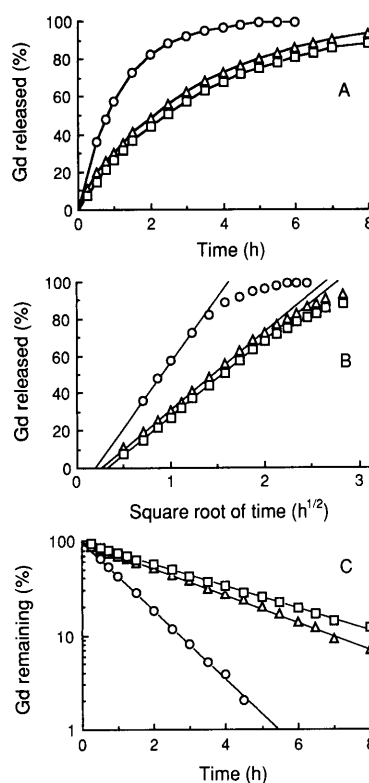 100
80
60
40
20
0
Gd released (%)
A
0 2 4 6 8
Time (h)
100
80
60
40
20
0
Gd released (%)
B
0 1 2 3
Square root of time (h1/2)
100
10
1
Gd remaining (%)
C
0 2 4 6 8
Time (h)